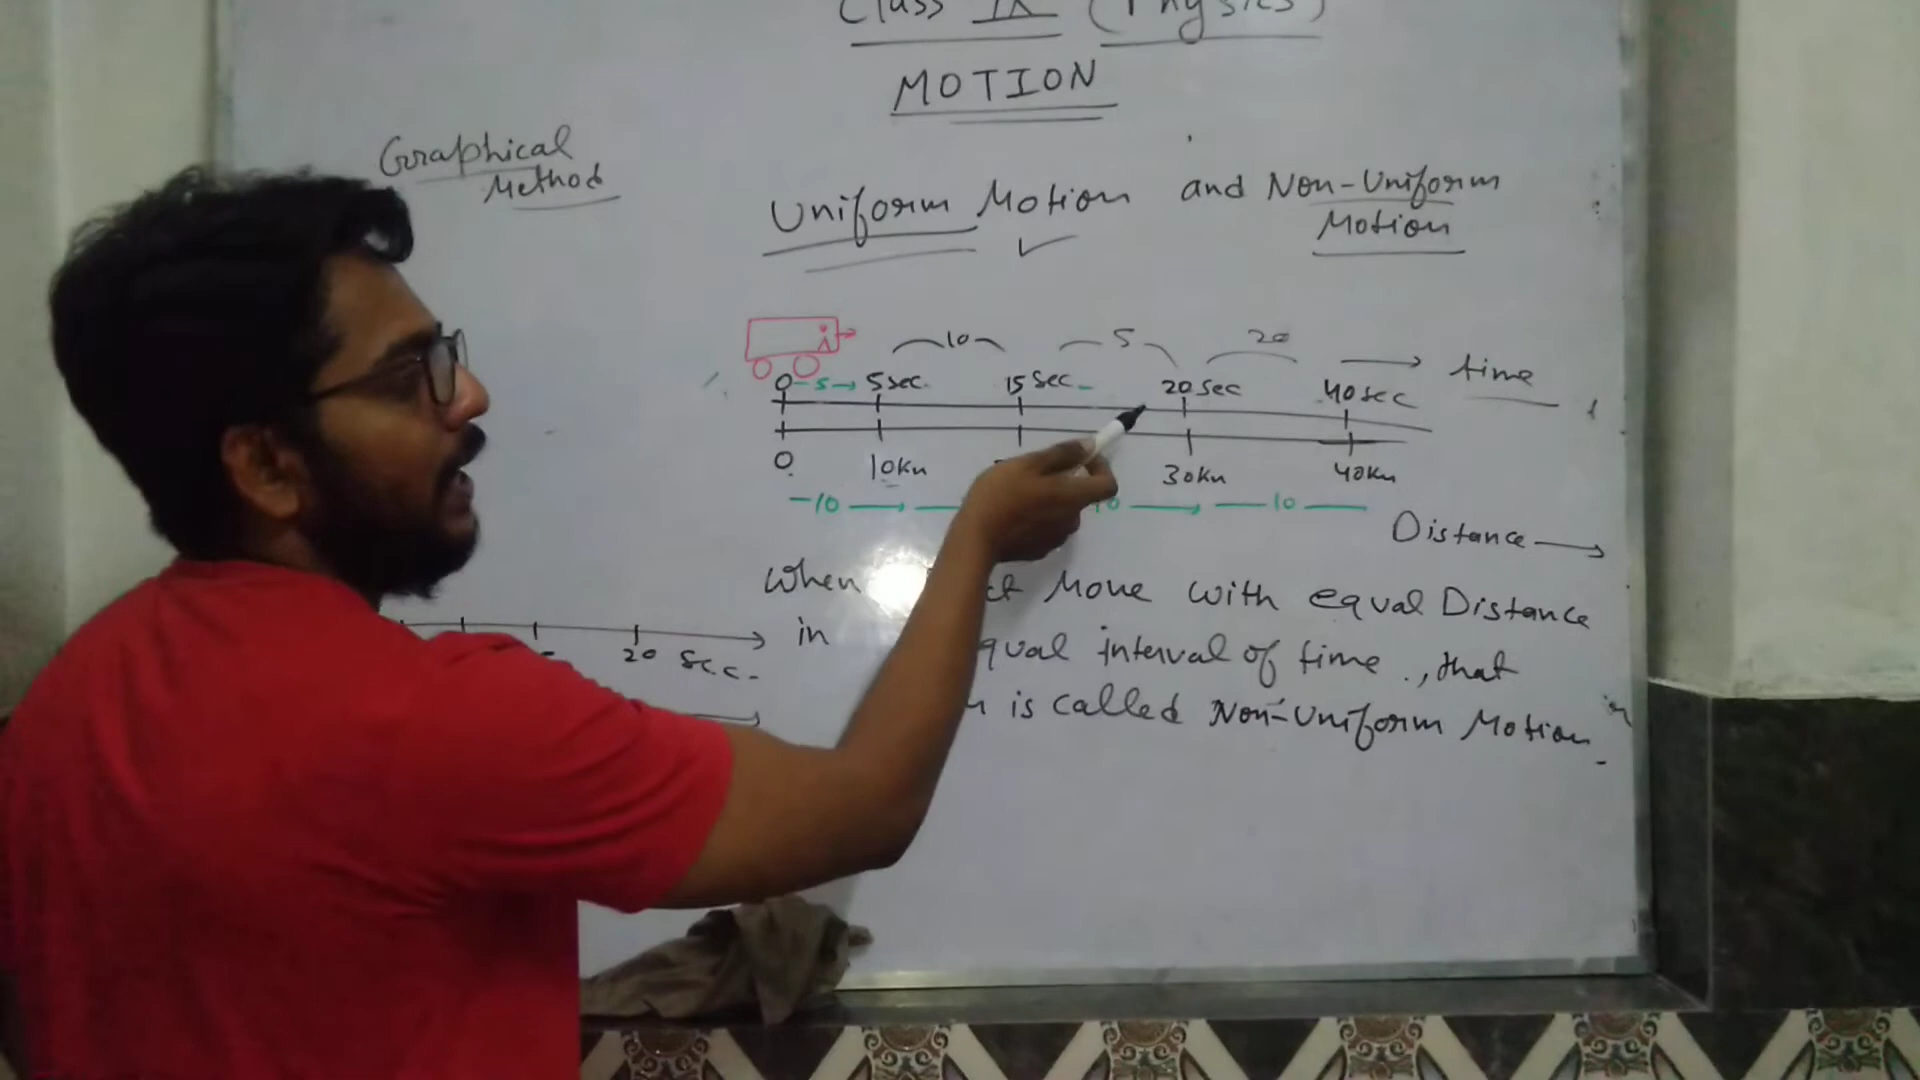 Class IX (Physics)
MOTION
Graphical
Method
Uniform Motion and Non-Uniform
Motion
10 5 20
0 5 5sec. 15 Sec 20 Sec 40 sec time
0 10Km 30Km 40Km
10 10 10
Distance
When Move with equal Distance
in interval of time, that
is called Non-Uniform Motion
20 Sec.